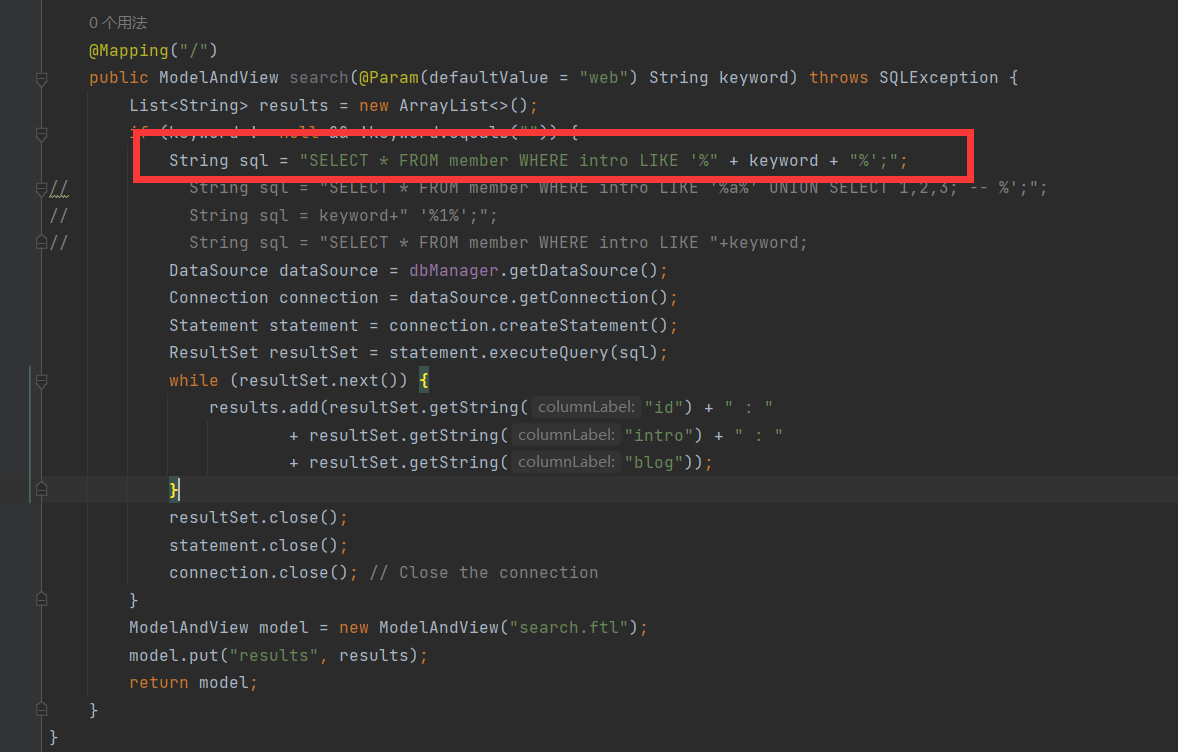 0 个用法
@Mapping("/")
public ModelAndView search(@Param(defaultValue = "web") String keyword) throws SQLException {
List<String> results = new ArrayList<>();
if (keyword != null && !keyword.equals("")) {
String sql = "SELECT * FROM member WHERE intro LIKE '%" + keyword + "%';";
// String sql = "SELECT * FROM member WHERE intro LIKE '%a%' UNION SELECT 1,2,3; -- %';";
// String sql = keyword+" '%1%';";
// String sql = "SELECT * FROM member WHERE intro LIKE "+keyword;
DataSource dataSource = dbManager.getDataSource();
Connection connection = dataSource.getConnection();
Statement statement = connection.createStatement();
ResultSet resultSet = statement.executeQuery(sql);
while (resultSet.next()) {
results.add(resultSet.getString( columnLabel: "id") + " : "
+ resultSet.getString( columnLabel: "intro") + " : "
+ resultSet.getString( columnLabel: "blog"));
}
resultSet.close();
statement.close();
connection.close(); // Close the connection
}
ModelAndView model = new ModelAndView("search.ftl");
model.put("results", results);
return model;
}
}